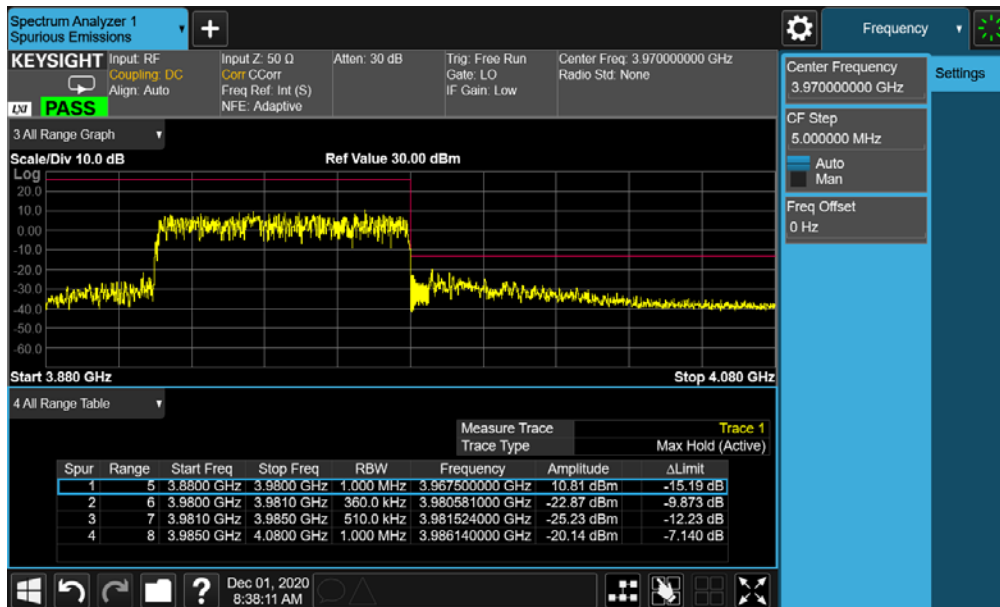 Spectrum Analyzer 1
Spurious Emissions
Frequency
KEYSIGHT Input: RF Input Z: 50 Ω Atten: 30 dB Trig: Free Run Center Freq: 3.970000000 GHz
Coupling: DC Corr CCorr Gate: LO Radio Std: None
Align: Auto Freq Ref: Int (S) IF Gain: Low
LXI PASS NFE: Adaptive
Center Frequency
3.970000000 GHz
Settings
CF Step
5.000000 MHz
Auto
Man
Freq Offset
0 Hz
3 All Range Graph
Scale/Div 10.0 dB Ref Value 30.00 dBm
Log
20.0
10.0
0.00
-10.0
-20.0
-30.0
-40.0
-50.0
-60.0
Start 3.880 GHz Stop 4.080 GHz
4 All Range Table
Measure Trace Trace 1
Trace Type Max Hold (Active)
Spur Range Start Freq Stop Freq RBW Frequency Amplitude ΔLimit
1 5 3.8800 GHz 3.9800 GHz 1.000 MHz 3.967500000 GHz 10.81 dBm -15.19 dB
2 6 3.9800 GHz 3.9810 GHz 360.0 kHz 3.980581000 GHz -22.87 dBm -9.873 dB
3 7 3.9810 GHz 3.9850 GHz 510.0 kHz 3.981524000 GHz -25.23 dBm -12.23 dB
4 8 3.9850 GHz 4.0800 GHz 1.000 MHz 3.986140000 GHz -20.14 dBm -7.140 dB
? Dec 01, 2020
8:38:11 AM